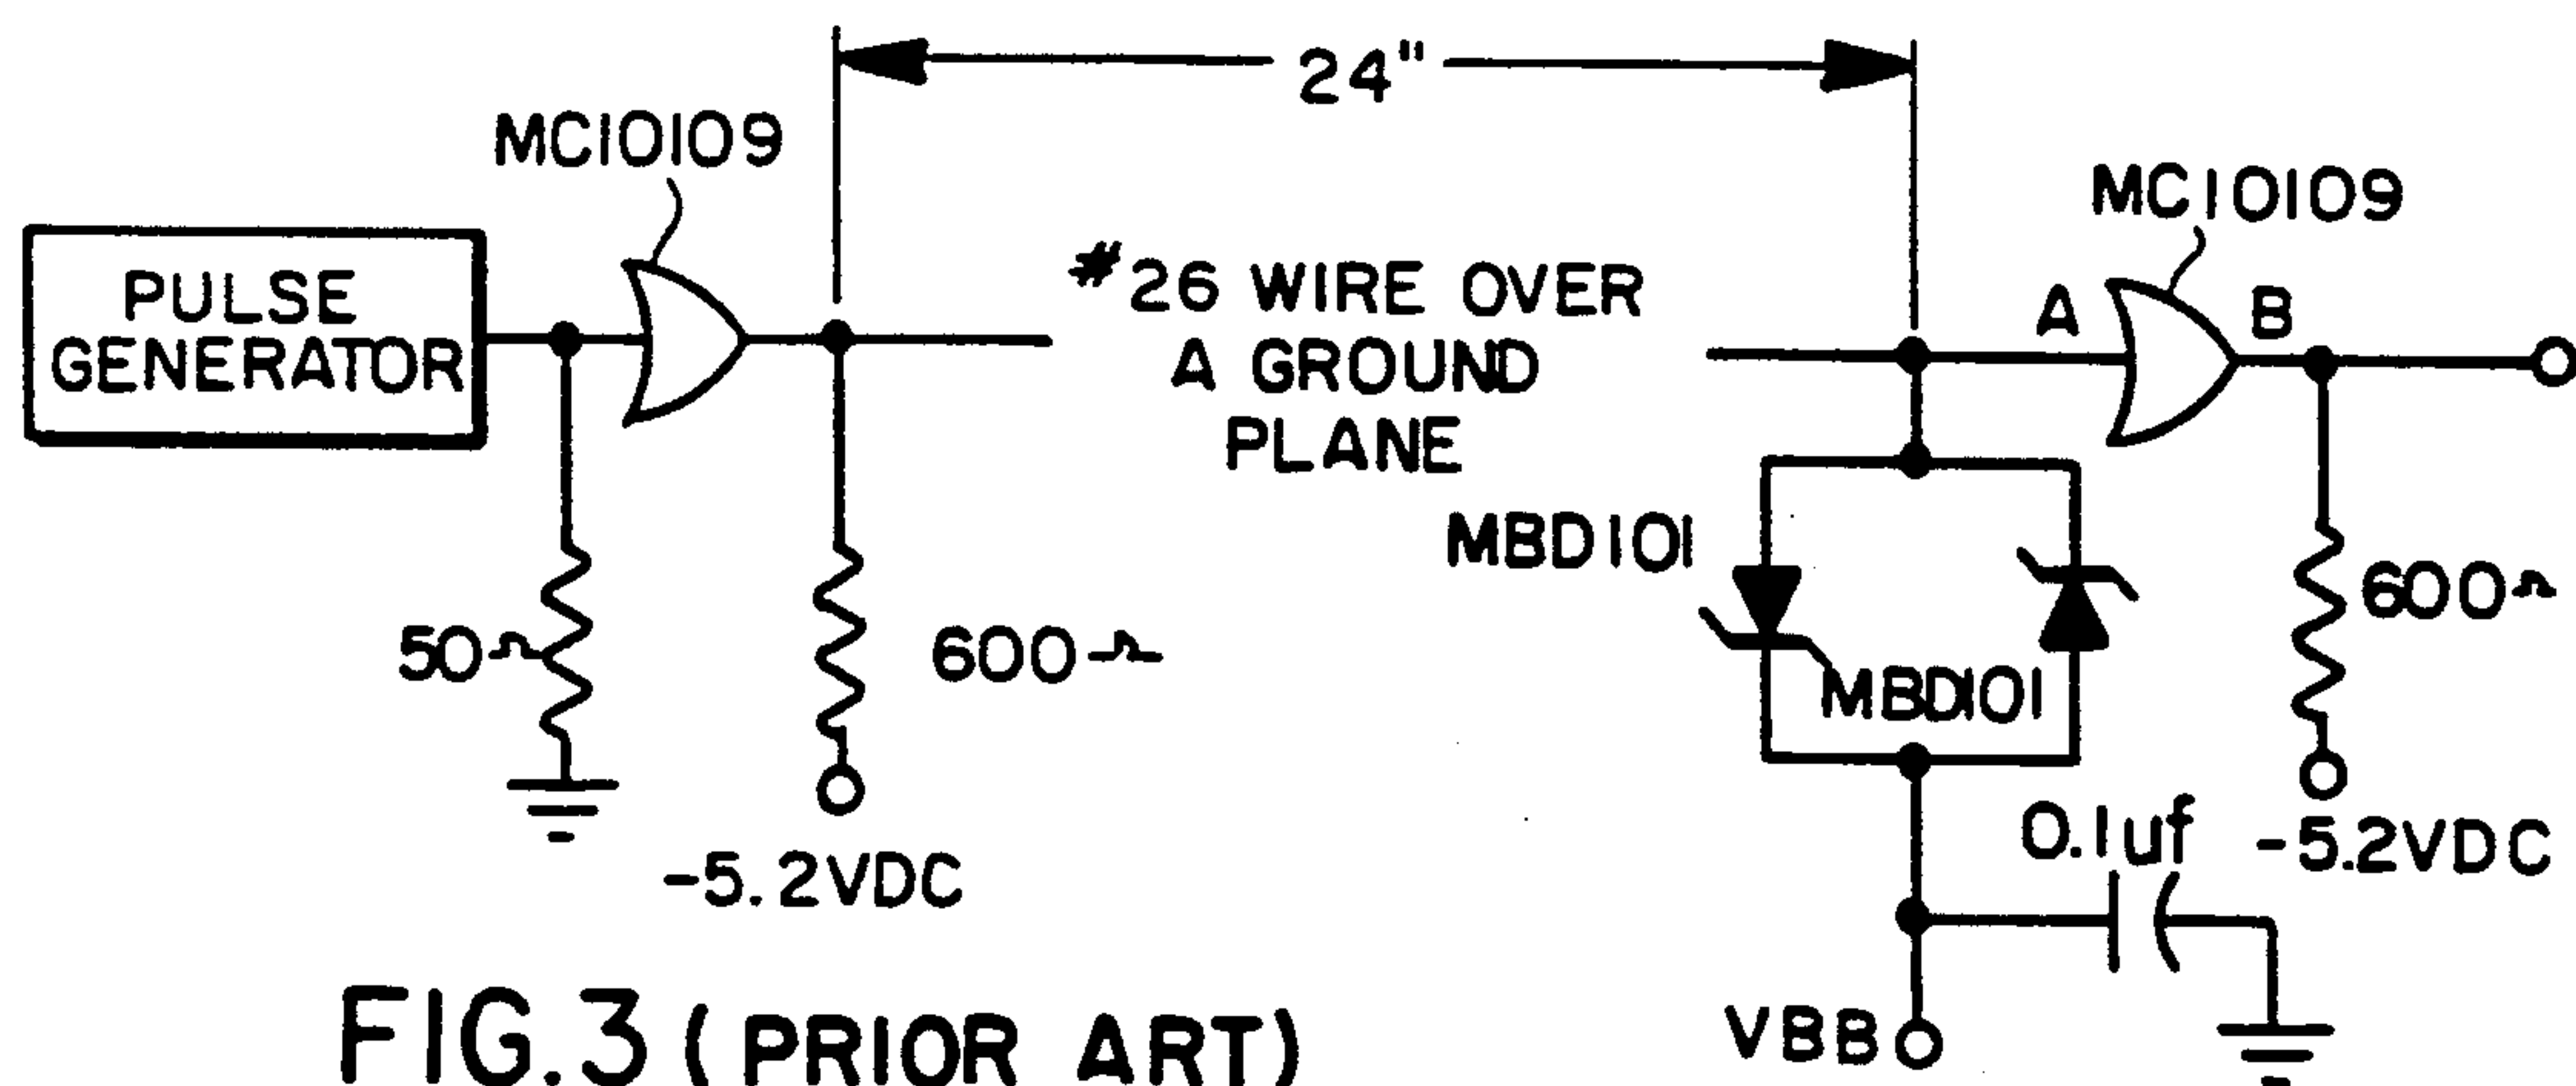 24"
MC10109
MC10109
PULSE
GENERATOR
#26 WIRE OVER
A GROUND
PLANE
A
B
MBD101
MBD101
50Ω
600Ω
600Ω
-5.2VDC
0.1uf
-5.2VDC
VBB
FIG.3 (PRIOR ART)